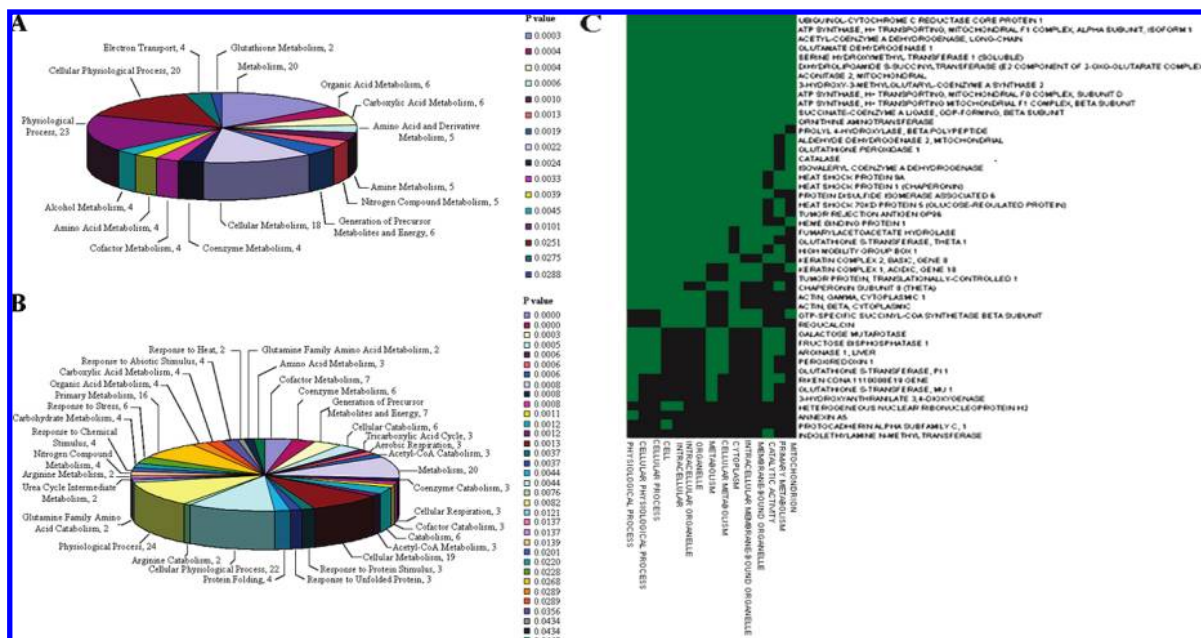 A
P value
Electron Transport, 4
Glutathione Metabolism, 2
Cellular Physiological Process, 20
Metabolism, 20
Organic Acid Metabolism, 6
Carboxylic Acid Metabolism, 6
Physiological
Process, 23
Amino Acid and Derivative
Metabolism, 5
Amine Metabolism, 5
Nitrogen Compound Metabolism, 5
Alcohol Metabolism, 4
Amino Acid Metabolism, 4
Cellular Metabolism, 18
Generation of Precursor
Metabolites and Energy, 6
Cofactor Metabolism, 4
Coenzyme Metabolism, 4
0.0003
0.0004
0.0004
0.0006
0.0010
0.0013
0.0019
0.0022
0.0024
0.0033
0.0039
0.0045
0.0101
0.0251
0.0275
0.0288
B
P value
Response to Heat, 2
Glutamine Family Amino Acid Metabolism, 2
Response to Abiotic Stimulus, 4
Amino Acid Metabolism, 3
Carboxylic Acid Metabolism, 4
Cofactor Metabolism, 7
Organic Acid Metabolism, 4
Coenzyme Metabolism, 6
Primary Metabolism, 16
Generation of Precursor
Metabolites and Energy, 7
Response to Stress, 6
Carbohydrate Metabolism, 4
Cellular Catabolism, 6
Tricarboxylic Acid Cycle, 3
Response to Chemical
Stimulus, 4
Aerobic Respiration, 3
Acetyl-CoA Catabolism, 3
Nitrogen Compound
Metabolism, 4
Metabolism, 20
Arginine Metabolism, 2
Coenzyme Catabolism, 3
Urea Cycle Intermediate
Metabolism, 2
Glutamine Family Amino
Acid Catabolism, 2
Cellular Respiration, 3
Cofactor Catabolism, 3
Catabolism, 6
Physiological Process, 24
Acetyl-CoA Metabolism, 3
Arginine Catabolism, 2
Cellular Metabolism, 19
Cellular Physiological Process, 22
Response to Protein Stimulus, 3
Protein Folding, 4
Response to Unfolded Protein, 3
0.0000
0.0000
0.0003
0.0005
0.0006
0.0006
0.0006
0.0008
0.0008
0.0008
0.0011
0.0012
0.0012
0.0013
0.0037
0.0037
0.0044
0.0044
0.0076
0.0082
0.0121
0.0137
0.0137
0.0139
0.0201
0.0220
0.0228
0.0268
0.0289
0.0289
0.0356
0.0434
0.0434
C
UBIQUINOL-CYTOCHROME C REDUCTASE CORE PROTEIN 1
ATP SYNTHASE, H+ TRANSPORTING, MITOCHONDRIAL F1 COMPLEX, ALPHA SUBUNIT, ISOFORM 1
ACETYL-COENZYME A DEHYDROGENASE, LONG-CHAIN
GLUTAMATE DEHYDROGENASE 1
SERINE HYDROXYMETHYL TRANSFERASE 1 (SOLUBLE)
DIHYDROLIPOAMIDE S-SUCCINYLTRANSFERASE (E2 COMPONENT OF 2-OXO-GLUTARATE COMPLEX
ACONITASE 2, MITOCHONDRIAL
3-HYDROXY-3-METHYLGLUTARYL-COENZYME A SYNTHASE 2
ATP SYNTHASE, H+ TRANSPORTING, MITOCHONDRIAL F0 COMPLEX, SUBUNIT D
ATP SYNTHASE, H+ TRANSPORTING MITOCHONDRIAL F1 COMPLEX, BETA SUBUNIT
SUCCINATE-COENZYME A LIGASE, GDP-FORMING, BETA SUBUNIT
ORNITHINE AMINOTRANSFERASE
PROLYL 4-HYDROXYLASE, BETA POLYPEPTIDE
ALDEHYDE DEHYDROGENASE 2, MITOCHONDRIAL
GLUTATHIONE PEROXIDASE 1
CATALASE
ISOVALERYL COENZYME A DEHYDROGENASE
HEAT SHOCK PROTEIN 9A
HEAT SHOCK PROTEIN 1 (CHAPERONIN)
PROTEIN DISULFIDE ISOMERASE ASSOCIATED 6
HEAT SHOCK 70KD PROTEIN 5 (GLUCOSE-REGULATED PROTEIN)
TUMOR REJECTION ANTIGEN GP96
HEME BINDING PROTEIN 1
FUMARYLACETOACETATE HYDROLASE
GLUTATHIONE S-TRANSFERASE, THETA 1
HIGH MOBILITY GROUP BOX 1
KERATIN COMPLEX 2, BASIC, GENE 8
KERATIN COMPLEX 1, ACIDIC, GENE 18
TUMOR PROTEIN, TRANSLATIONALLY-CONTROLLED 1
CHAPERONIN SUBUNIT 8 (THETA)
ACTIN, GAMMA, CYTOPLASMIC 1
ACTIN, BETA, CYTOPLASMIC
GTP-SPECIFIC SUCCINYL-COA SYNTHETASE BETA SUBUNIT
REGUCALCIN
GALACTOSE MUTAROTASE
FRUCTOSE BISPHOSPHATASE 1
ARGINASE 1, LIVER
PEROXIREDOXIN 1
GLUTATHIONE S-TRANSFERASE, PI 1
RIKEN CDNA 1110008E19 GENE
GLUTATHIONE S-TRANSFERASE, MU 1
3-HYDROXYANTHRANILATE 3,4-DIOXYGENASE
HETEROGENEOUS NUCLEAR RIBONUCLEOPROTEIN H2
ANNEXIN A5
PROTOCADHERIN ALPHA SUBFAMILY C, 1
INDOLETHYLAMINE N-METHYLTRANSFERASE
PHYSIOLOGICAL PROCESS
CELLULAR PHYSIOLOGICAL PROCESS
CELLULAR PROCESS
CELL
INTRACELLULAR
INTRACELLULAR ORGANELLE
ORGANELLE
METABOLISM
CELLULAR METABOLISM
CYTOPLASM
INTRACELLULAR MEMBRANE-BOUND ORGANELLE
MEMBRANE-BOUND ORGANELLE
CATALYTIC ACTIVITY
PRIMARY METABOLISM
MITOCHONDRION